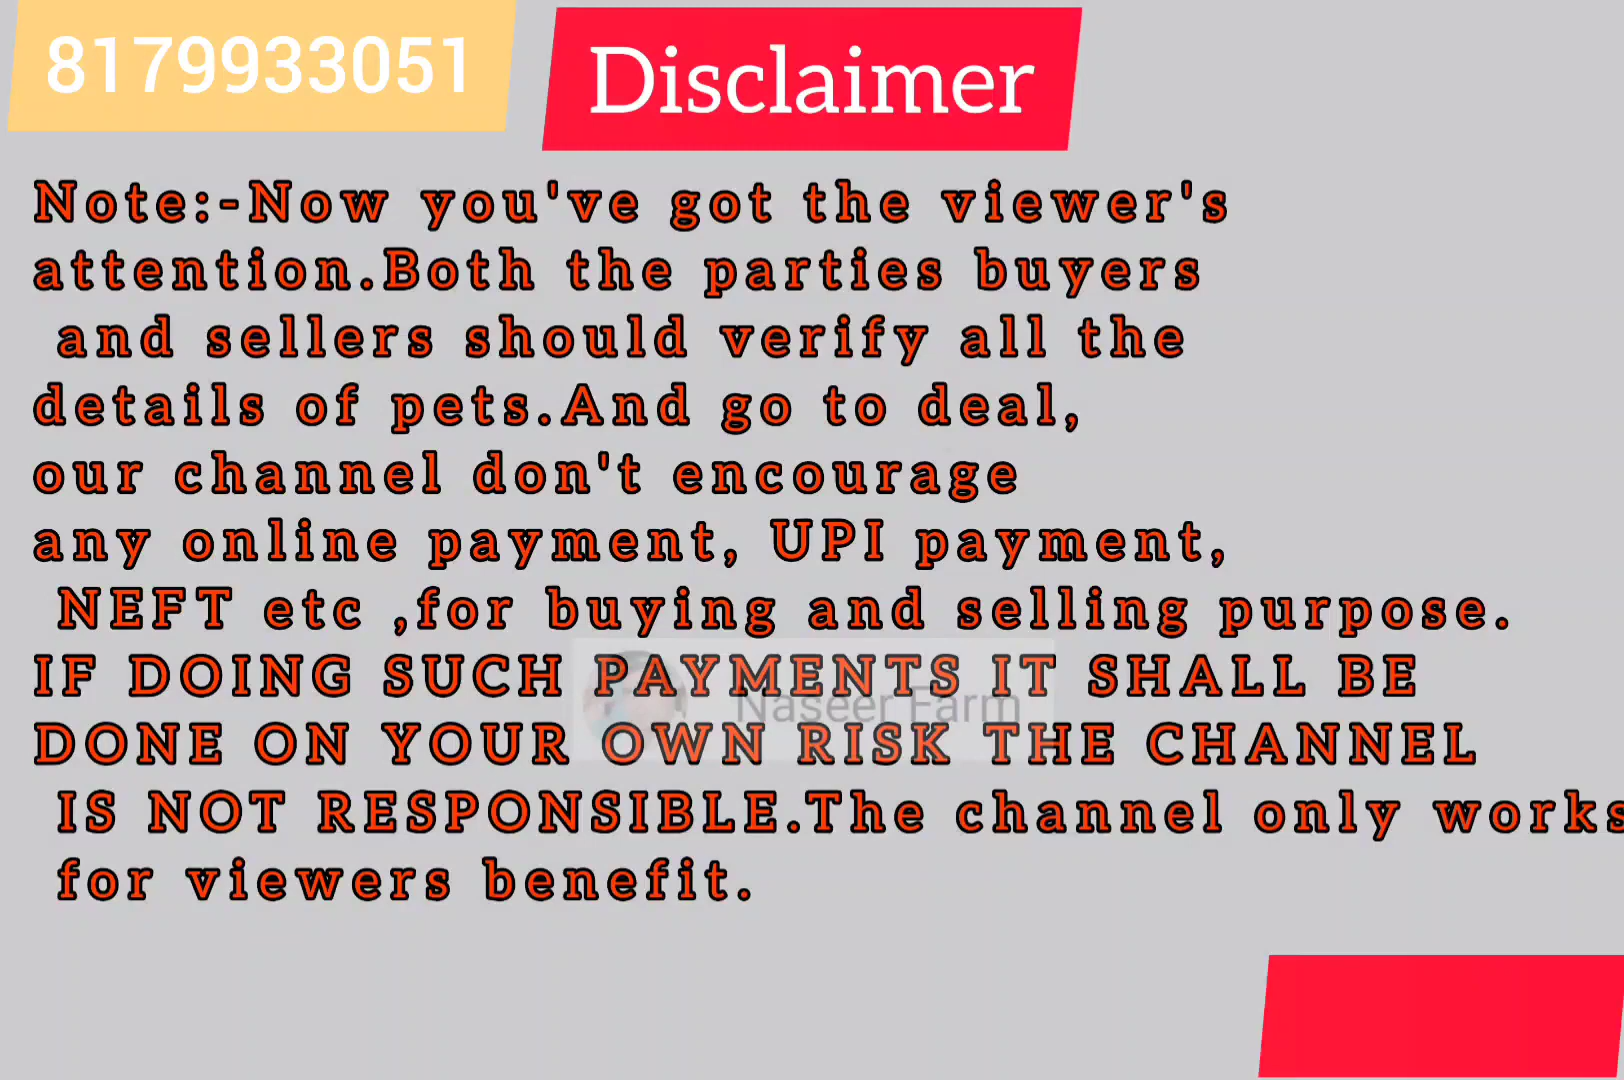 8179933051
Disclaimer
Note:-Now you've got the viewer's
attention.Both the parties buyers
and sellers should verify all the
details of pets.And go to deal,
our channel don't encourage
any online payment, UPI payment,
NEFT etc ,for buying and selling purpose.
IF DOING SUCH PAYMENTS IT SHALL BE
Naseer Farm
DONE ON YOUR OWN RISK THE CHANNEL
IS NOT RESPONSIBLE.The channel only works
for viewers benefit.